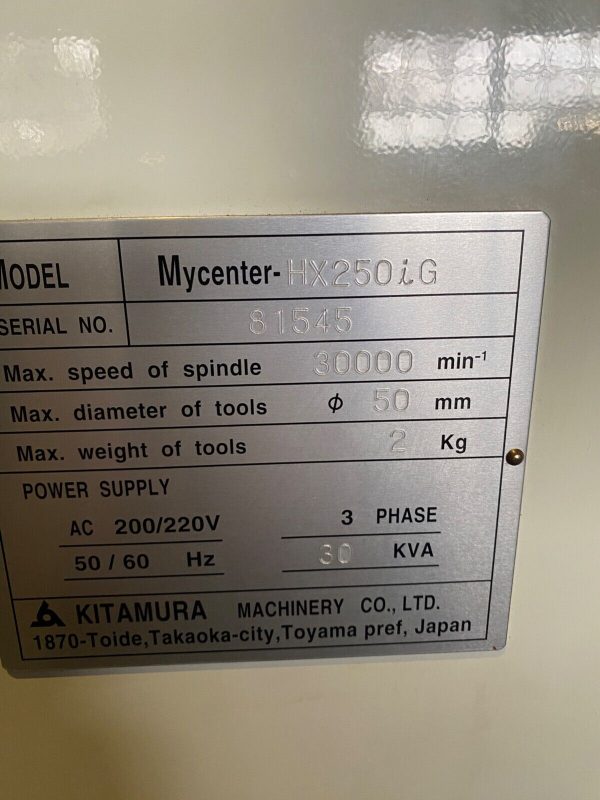 MODEL Mycenter-HX250iG
SERIAL NO. 81545
Max. speed of spindle 30000 min-1
Max. diameter of tools φ 50 mm
Max. weight of tools 2 Kg
POWER SUPPLY
AC 200/220V 3 PHASE
50/60 Hz 30 KVA
KITAMURA MACHINERY CO., LTD.
1870-Toide,Takaoka-city,Toyama pref, Japan